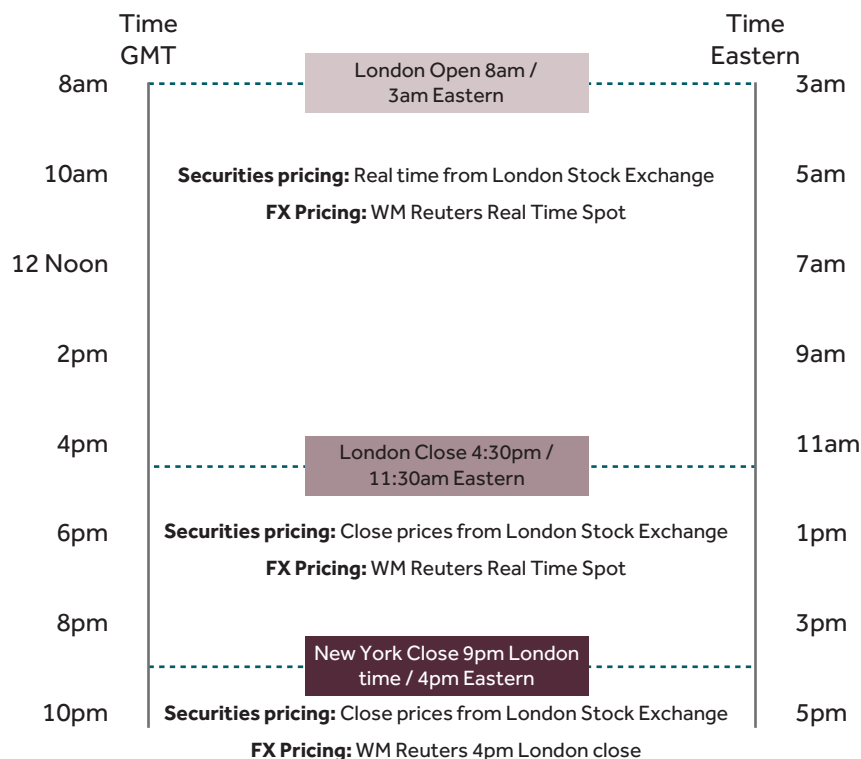 Time
GMT
Time
Eastern
8am
London Open 8am /
3am Eastern
3am
10am
Securities pricing: Real time from London Stock Exchange
5am
FX Pricing: WM Reuters Real Time Spot
12 Noon
7am
2pm
9am
4pm
London Close 4:30pm /
11:30am Eastern
11am
6pm
Securities pricing: Close prices from London Stock Exchange
1pm
FX Pricing: WM Reuters Real Time Spot
8pm
3pm
New York Close 9pm London
time / 4pm Eastern
10pm
Securities pricing: Close prices from London Stock Exchange
5pm
FX Pricing: WM Reuters 4pm London close